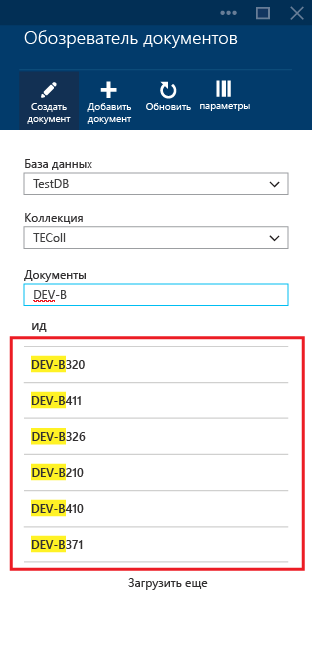 Обозреватель документов
Создать документ
Добавить документ
Обновить
параметры
База данных
TestDB
Коллекция
TEColl
Документы
DEV-B
ИД
DEV-B320
DEV-B411
DEV-B326
DEV-B210
DEV-B410
DEV-B371
Загрузить еще